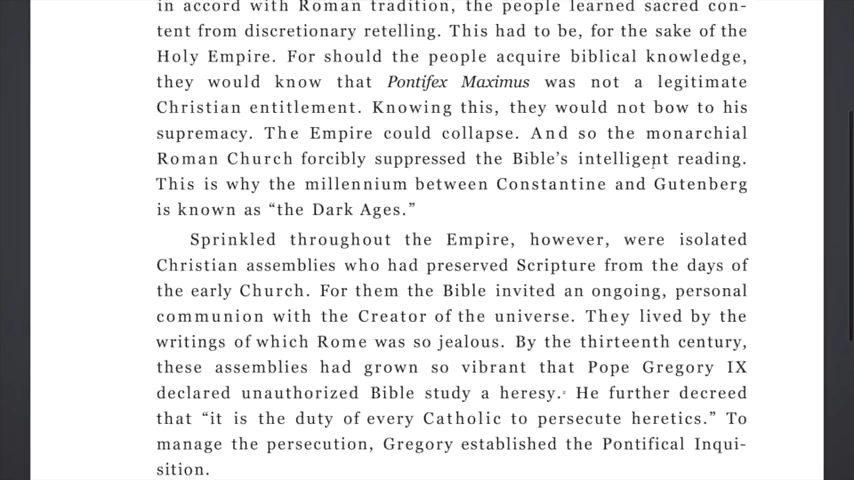 in accord with Roman tradition, the people learned sacred con-
tent from discretionary retelling. This had to be, for the sake of the
Holy Empire. For should the people acquire biblical knowledge,
they would know that Pontifex Maximus was not a legitimate
Christian entitlement. Knowing this, they would not bow to his
supremacy. The Empire could collapse. And so the monarchial
Roman Church forcibly suppressed the Bible's intelligent reading.
This is why the millennium between Constantine and Gutenberg
is known as “the Dark Ages.”
Sprinkled throughout the Empire, however, were isolated
Christian assemblies who had preserved Scripture from the days of
the early Church. For them the Bible invited an ongoing, personal
communion with the Creator of the universe. They lived by the
writings of which Rome was so jealous. By the thirteenth century,
these assemblies had grown so vibrant that Pope Gregory IX
declared unauthorized Bible study a heresy. He further decreed
that “it is the duty of every Catholic to persecute heretics.” To
manage the persecution, Gregory established the Pontifical Inqui-
sition.